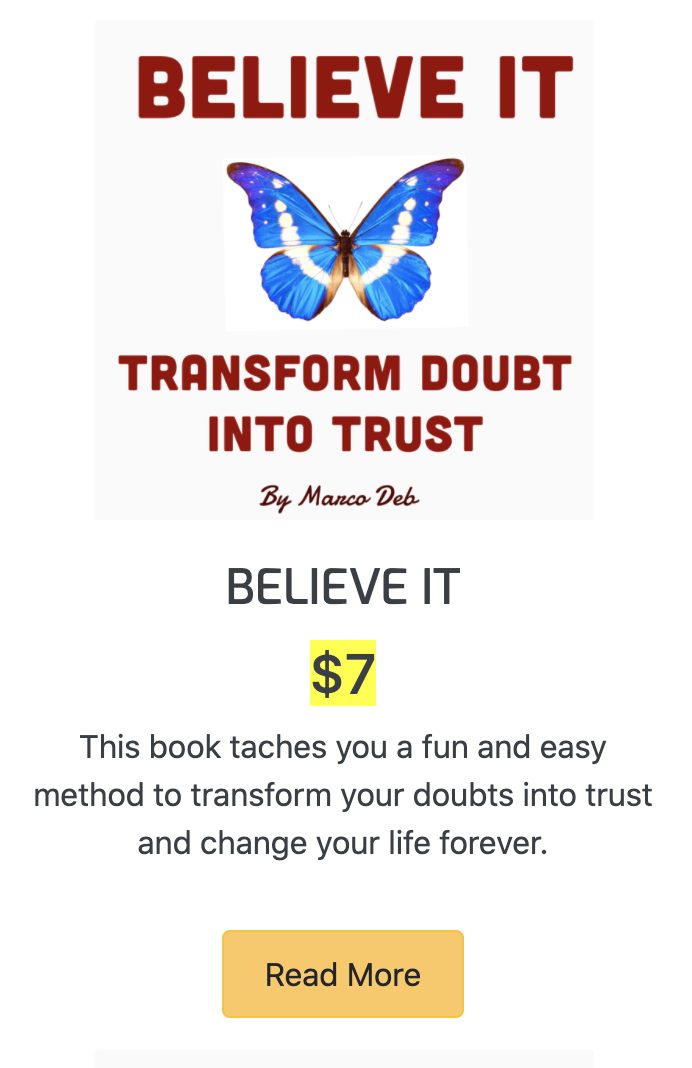 BELIEVE IT
TRANSFORM DOUBT
INTO TRUST
By Marco Deb
BELIEVE IT
$7
This book taches you a fun and easy
method to transform your doubts into trust
and change your life forever.
Read More